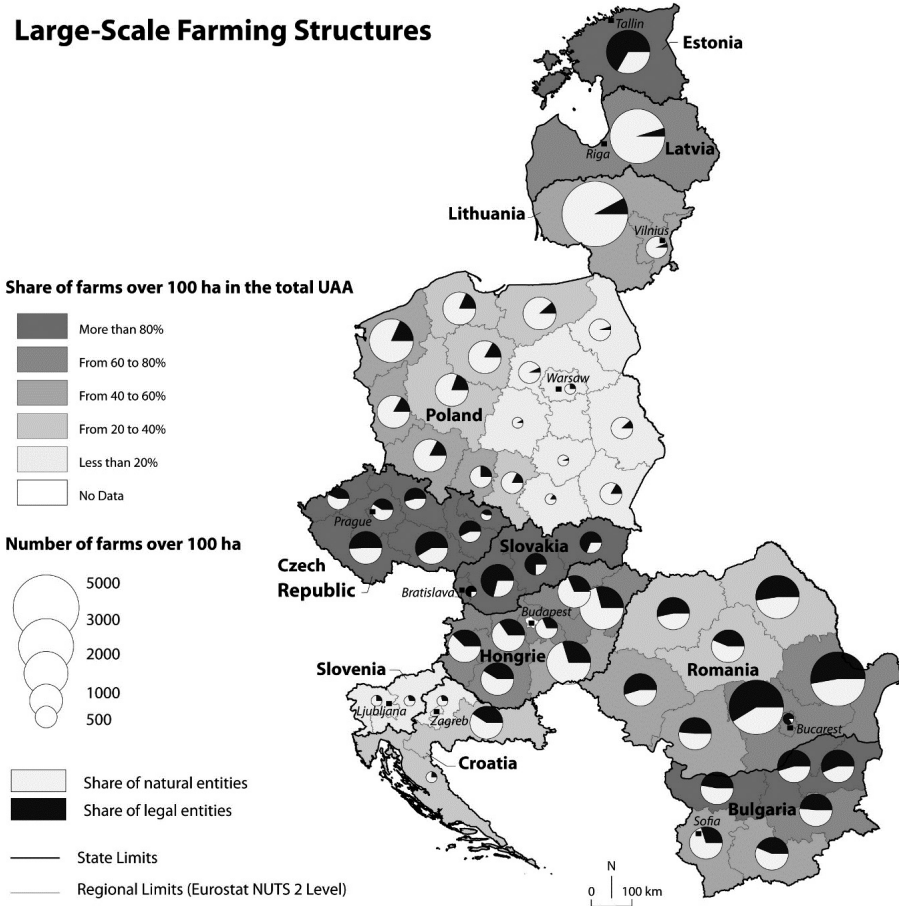 Large-Scale Farming Structures
Tallin
Estonia
Riga
Latvia
Lithuania
Vilnius
Share of farms over 100 ha in the total UAA
More than 80%
From 60 to 80%
From 40 to 60%
From 20 to 40%
Less than 20%
No Data
Warsaw
Poland
Number of farms over 100 ha
5000
3000
2000
1000
500
Prague
Czech
Republic
Slovakia
Bratislava
Budapest
Hongrie
Slovenia
Ljubljana
Zagreb
Croatia
Romania
Bucarest
Bulgaria
Sofia
Share of natural entities
Share of legal entities
State Limits
Regional Limits (Eurostat NUTS 2 Level)
N
0 100 km